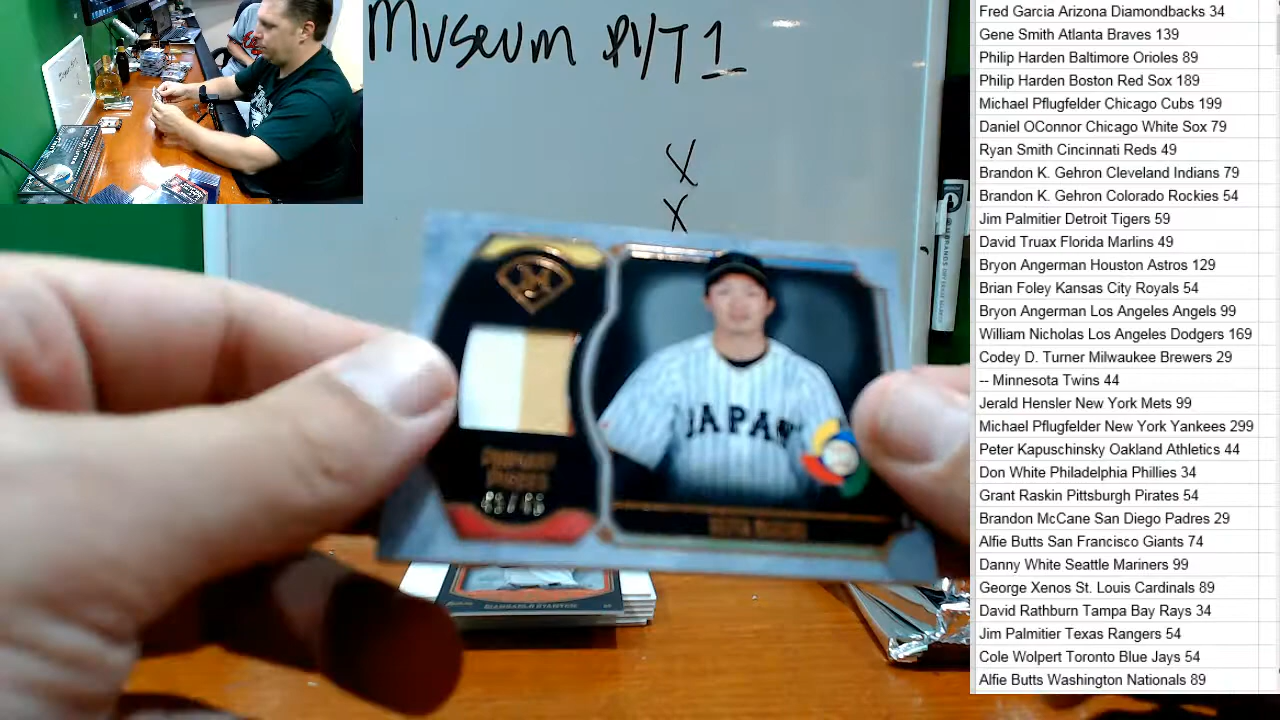 Museum P/T 1
X
X
JAPAN
PRIMARY
PIECES
GIANCARLO STANTON
Fred Garcia Arizona Diamondbacks 34
Gene Smith Atlanta Braves 139
Philip Harden Baltimore Orioles 89
Philip Harden Boston Red Sox 189
Michael Pflugfelder Chicago Cubs 199
Daniel OConnor Chicago White Sox 79
Ryan Smith Cincinnati Reds 49
Brandon K. Gehron Cleveland Indians 79
Brandon K. Gehron Colorado Rockies 54
Jim Palmitier Detroit Tigers 59
David Truax Florida Marlins 49
Bryon Angerman Houston Astros 129
Brian Foley Kansas City Royals 54
Bryon Angerman Los Angeles Angels 99
William Nicholas Los Angeles Dodgers 169
Codey D. Turner Milwaukee Brewers 29
-- Minnesota Twins 44
Jerald Hensler New York Mets 99
Michael Pflugfelder New York Yankees 299
Peter Kapuschinsky Oakland Athletics 44
Don White Philadelphia Phillies 34
Grant Raskin Pittsburgh Pirates 54
Brandon McCane San Diego Padres 29
Alfie Butts San Francisco Giants 74
Danny White Seattle Mariners 99
George Xenos St. Louis Cardinals 89
David Rathburn Tampa Bay Rays 34
Jim Palmitier Texas Rangers 54
Cole Wolpert Toronto Blue Jays 54
Alfie Butts Washington Nationals 89